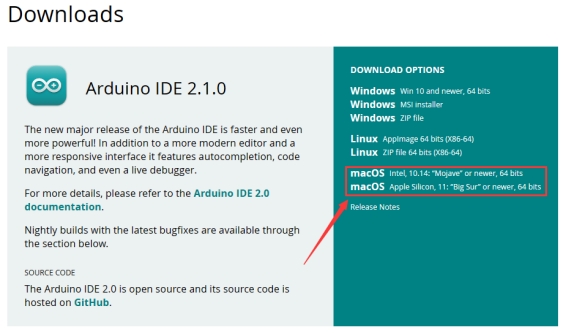 Downloads
Arduino IDE 2.1.0
The new major release of the Arduino IDE is faster and even
more powerful! In addition to a more modern editor and a
more responsive interface it features autocompletion, code
navigation, and even a live debugger.
For more details, please refer to the Arduino IDE 2.0
documentation.
Nightly builds with the latest bugfixes are available through
the section below.
SOURCE CODE
The Arduino IDE 2.0 is open source and its source code is
hosted on GitHub.
DOWNLOAD OPTIONS
Windows Win 10 and newer, 64 bits
Windows MSI installer
Windows ZIP file
Linux AppImage 64 bits (X86-64)
Linux ZIP file 64 bits (X86-64)
macOS Intel, 10.14: “Mojave” or newer, 64 bits
macOS Apple Silicon, 11: “Big Sur” or newer, 64 bits
Release Notes